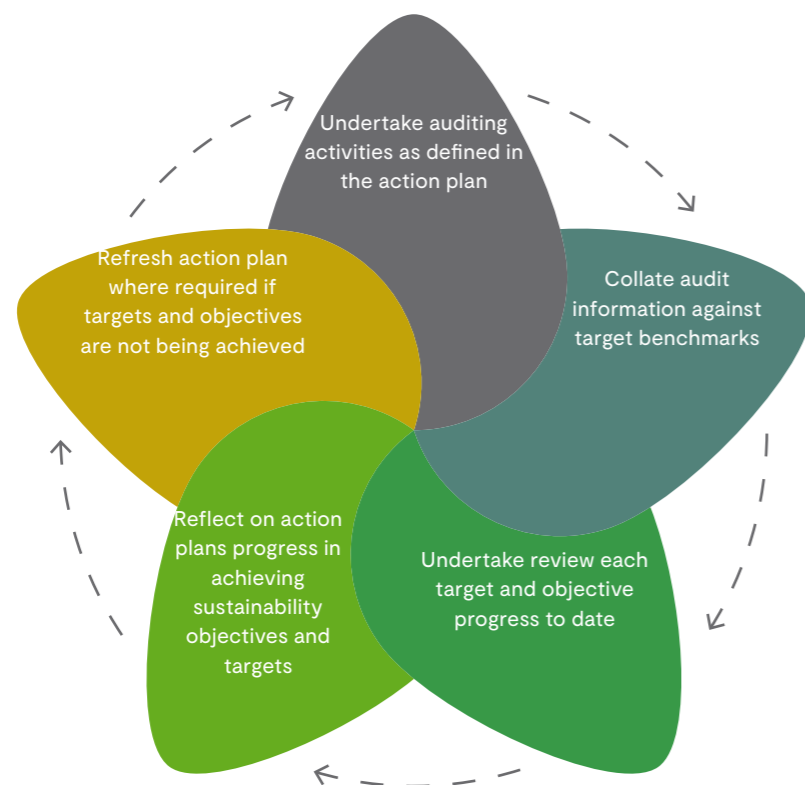 Undertake auditing
activities as defined in
the action plan
Collate audit
information against
target benchmarks
Undertake review each
target and objective
progress to date
Reflect on action
plans progress in
achieving
sustainability
objectives and
targets
Refresh action plan
where required if
targets and objectives
are not being achieved